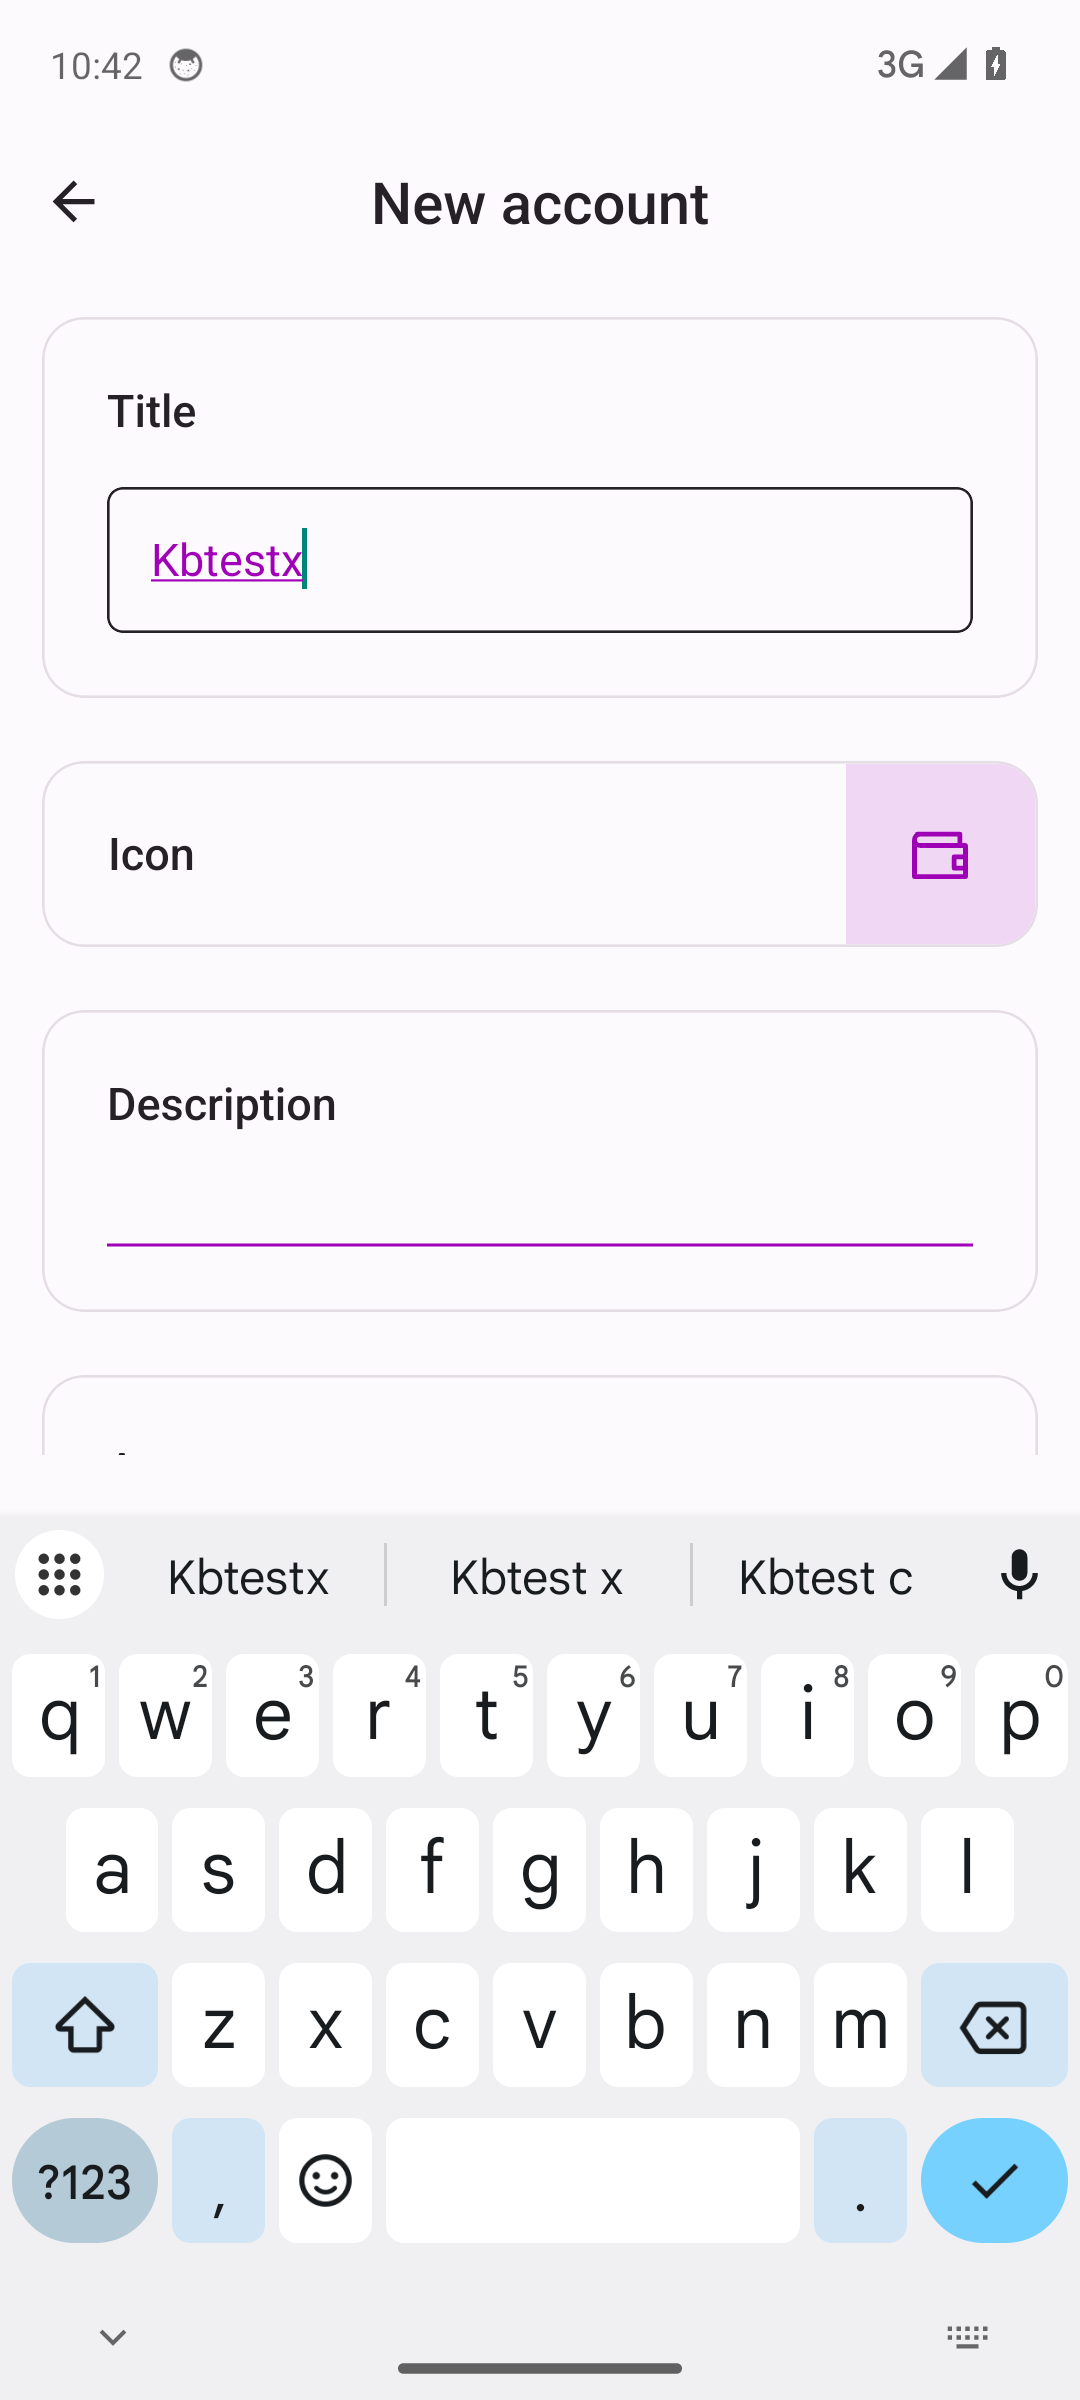 10:42 3G
New account
Title
Kbtestx
Icon
Description
Kbtestx Kbtest x Kbtest c
q 1 w 2 e 3 r 4 t 5 y 6 u 7 i 8 o 9 p 0
a s d f g h j k l
z x c v b n m
?123 , .